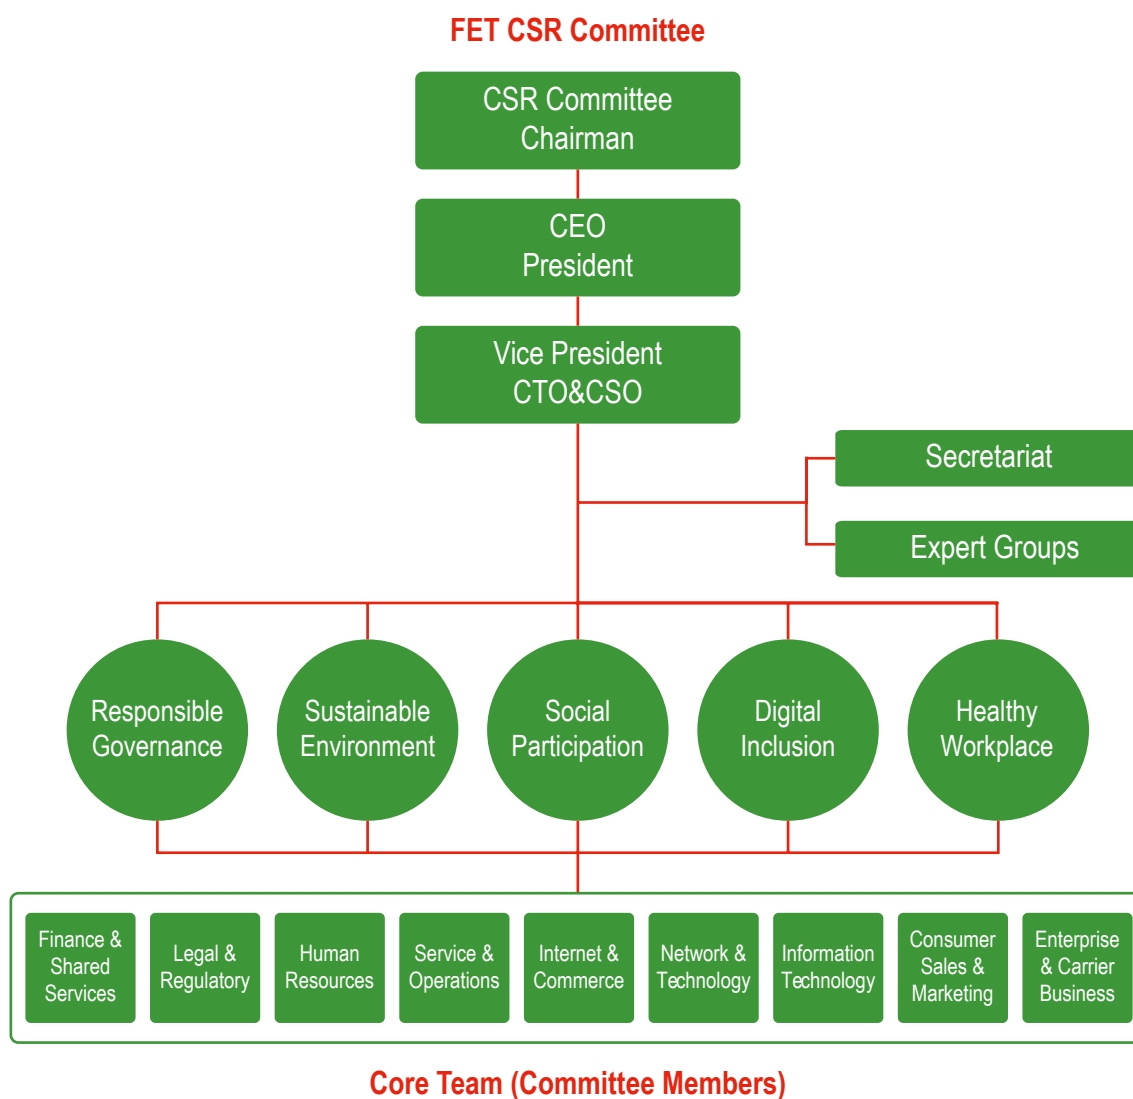 FET CSR Committee
CSR Committee
Chairman
CEO
President
Vice President
CTO&CSO
Secretariat
Expert Groups
Responsible
Governance
Sustainable
Environment
Social
Participation
Digital
Inclusion
Healthy
Workplace
Finance &
Shared
Services
Legal &
Regulatory
Human
Resources
Service &
Operations
Internet &
Commerce
Network &
Technology
Information
Technology
Consumer
Sales &
Marketing
Enterprise
& Carrier
Business
Core Team (Committee Members)